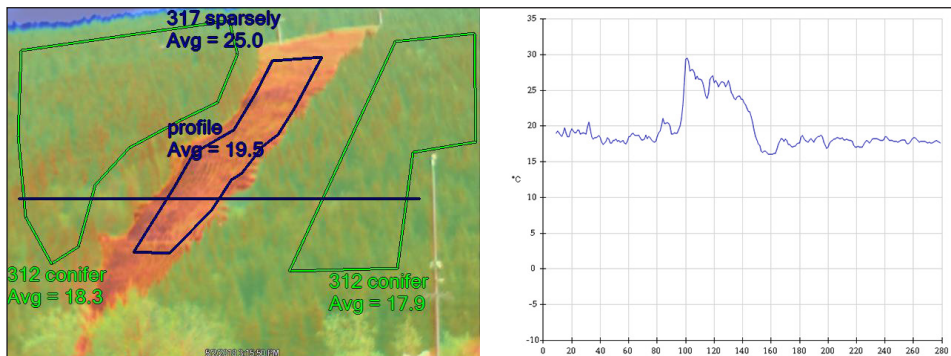 317 sparsely
Avg = 25.0
profile
Avg = 19.5
312 conifer
Avg = 18.3
312 conifer
Avg = 17.9
35
30
25
20
15
°C
10
5
0
-5
-10
0 20 40 60 80 100 120 140 160 180 200 220 240 260 280